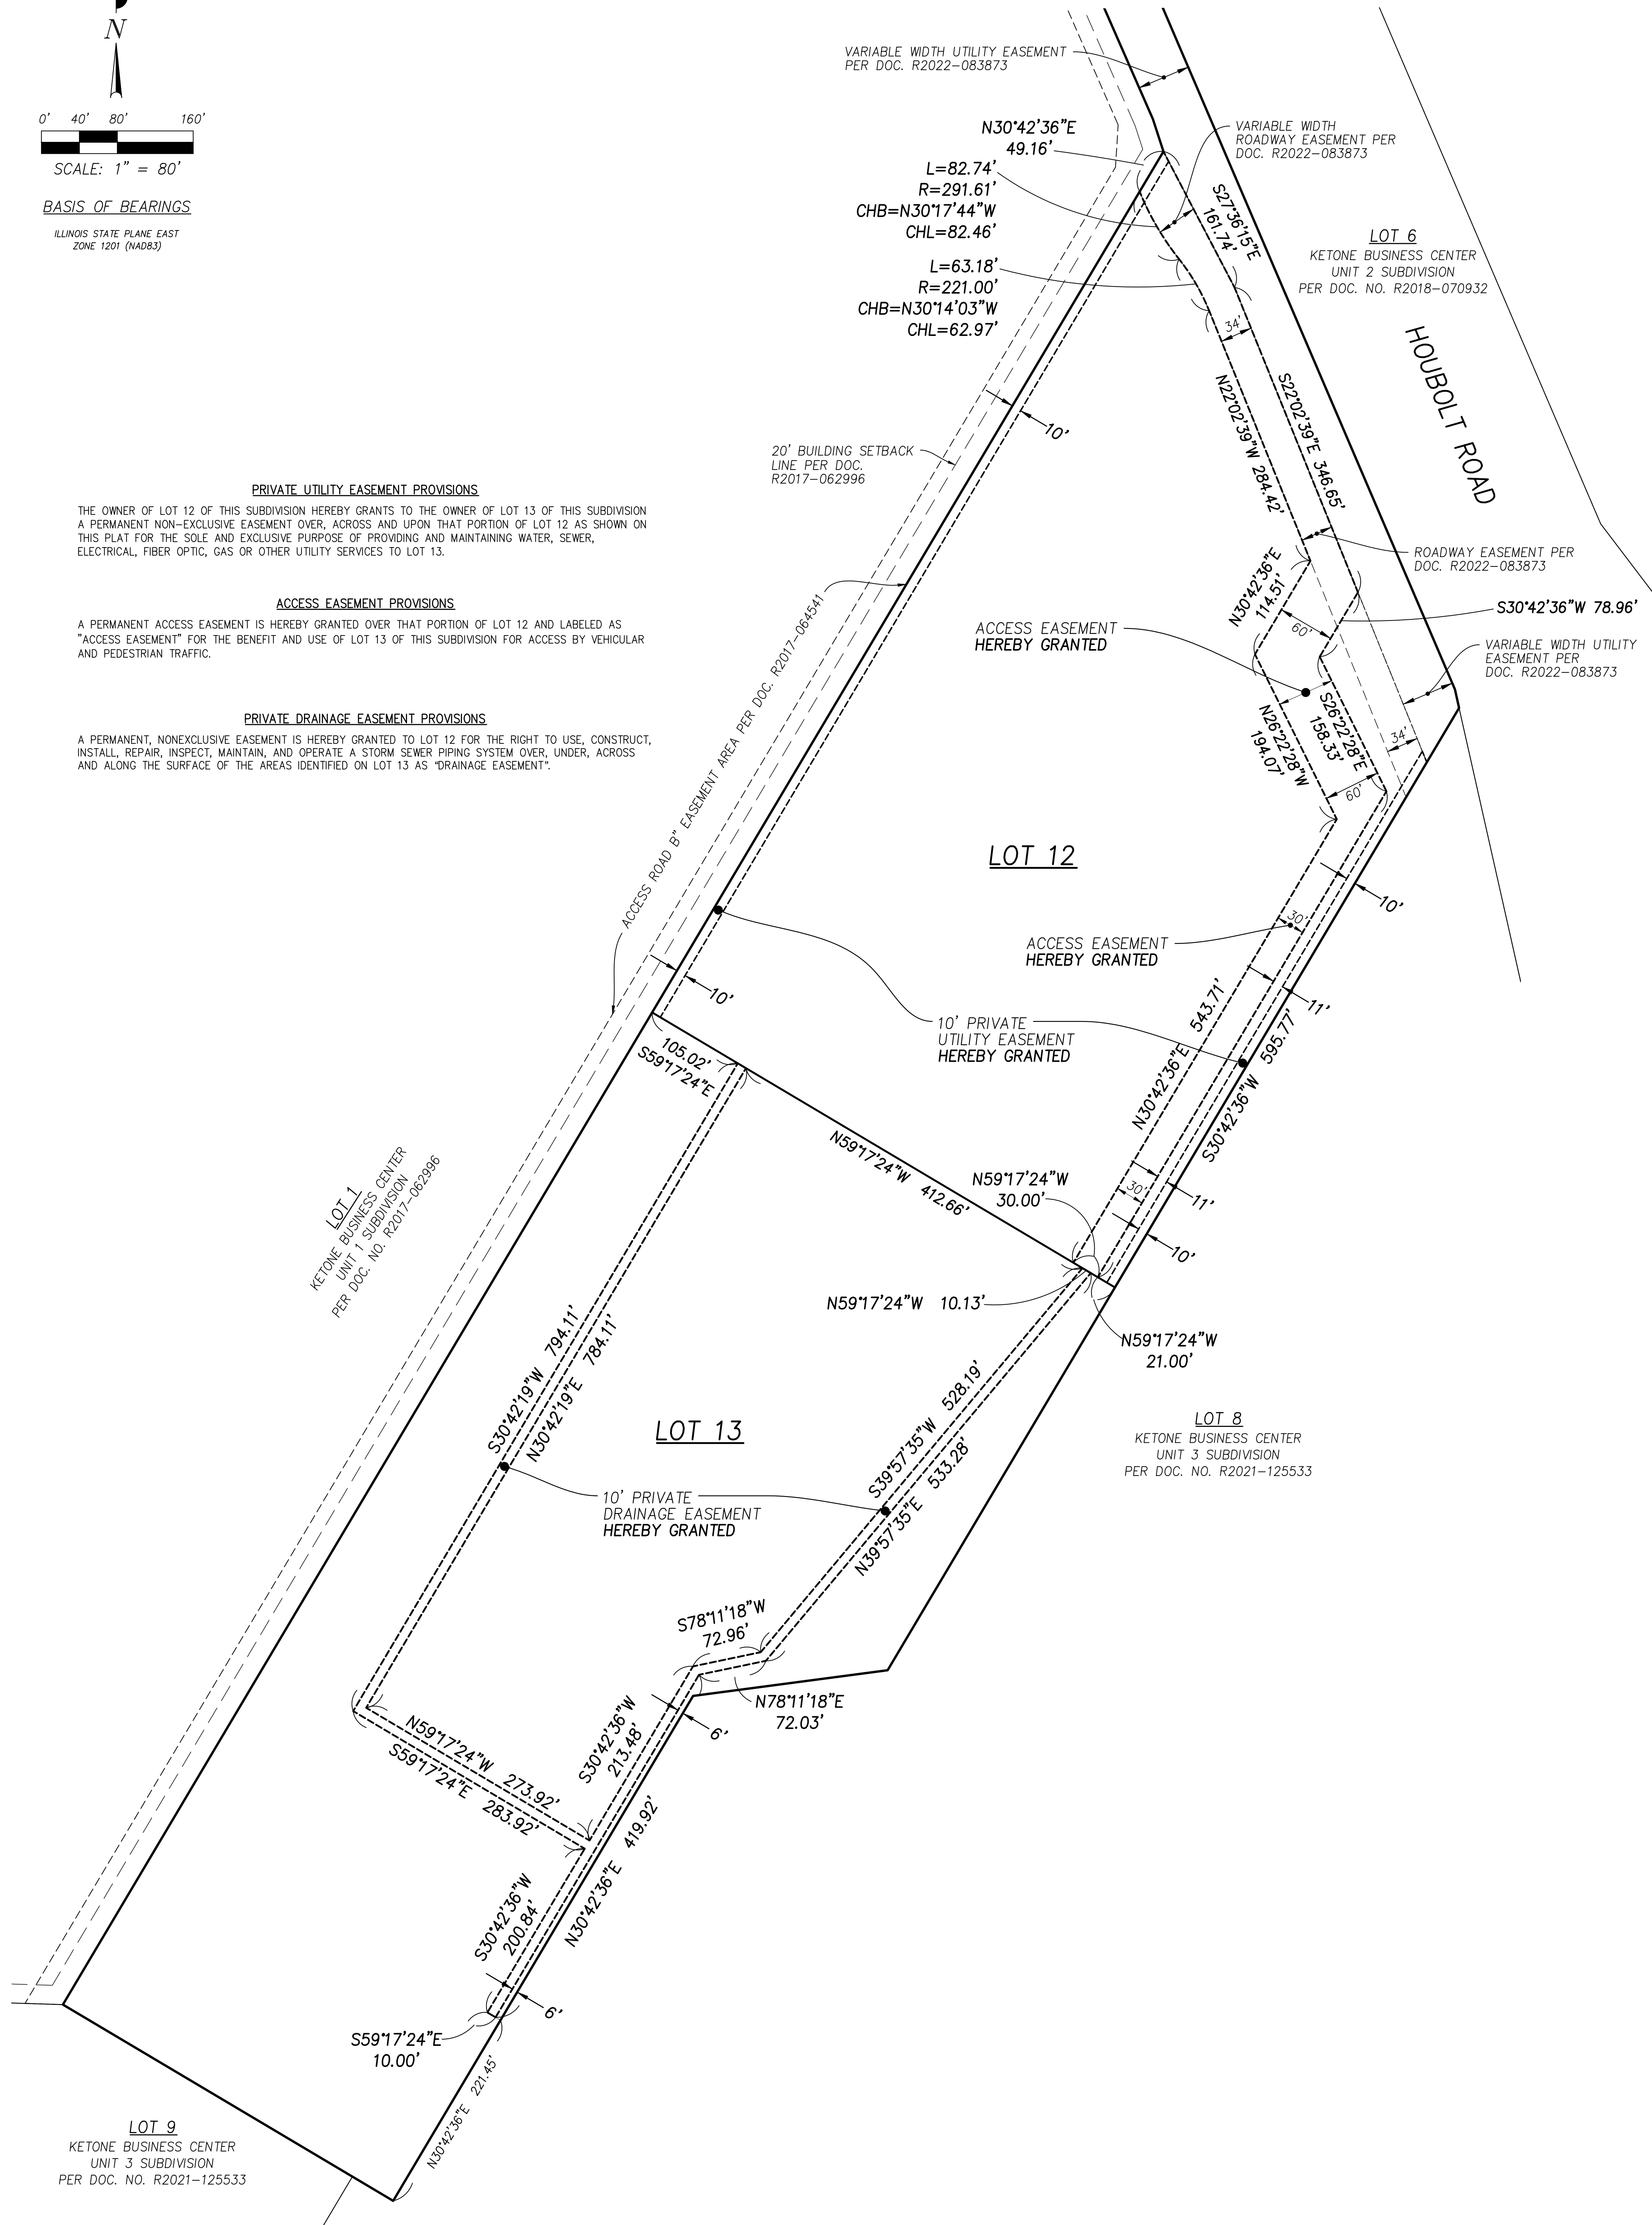 N
0' 40' 80' 160'
SCALE: 1" = 80'
BASIS OF BEARINGS
ILLINOIS STATE PLANE EAST
ZONE 1201 (NAD83)
VARIABLE WIDTH UTILITY EASEMENT
PER DOC. R2022-083873
N30°42'36"E
49.16'
L=82.74'
R=291.61'
CHB=N30°17'44"W
CHL=82.46'
L=63.18'
R=221.00'
CHB=N30°14'03"W
CHL=62.97'
VARIABLE WIDTH
ROADWAY EASEMENT PER
DOC. R2022-083873
S27°36'15"E
161.74'
LOT 6
KETONE BUSINESS CENTER
UNIT 2 SUBDIVISION
PER DOC. NO. R2018-070932
HOUBOLT ROAD
34'
N22°02'39"W 284.42'
S22°02'39"E 346.65'
10'
20' BUILDING SETBACK
LINE PER DOC.
R2017-062996
PRIVATE UTILITY EASEMENT PROVISIONS
THE OWNER OF LOT 12 OF THIS SUBDIVISION HEREBY GRANTS TO THE OWNER OF LOT 13 OF THIS SUBDIVISION
A PERMANENT NON-EXCLUSIVE EASEMENT OVER, ACROSS AND UPON THAT PORTION OF LOT 12 AS SHOWN ON
THIS PLAT FOR THE SOLE AND EXCLUSIVE PURPOSE OF PROVIDING AND MAINTAINING WATER, SEWER,
ELECTRICAL, FIBER OPTIC, GAS OR OTHER UTILITY SERVICES TO LOT 13.
ACCESS EASEMENT PROVISIONS
A PERMANENT ACCESS EASEMENT IS HEREBY GRANTED OVER THAT PORTION OF LOT 12 AND LABELED AS
"ACCESS EASEMENT" FOR THE BENEFIT AND USE OF LOT 13 OF THIS SUBDIVISION FOR ACCESS BY VEHICULAR
AND PEDESTRIAN TRAFFIC.
PRIVATE DRAINAGE EASEMENT PROVISIONS
A PERMANENT, NONEXCLUSIVE EASEMENT IS HEREBY GRANTED TO LOT 12 FOR THE RIGHT TO USE, CONSTRUCT,
INSTALL, REPAIR, INSPECT, MAINTAIN, AND OPERATE A STORM SEWER PIPING SYSTEM OVER, UNDER, ACROSS
AND ALONG THE SURFACE OF THE AREAS IDENTIFIED ON LOT 13 AS "DRAINAGE EASEMENT".
ROADWAY EASEMENT PER
DOC. R2022-083873
N30°42'36"E
114.51'
60'
S30°42'36"W 78.96'
ACCESS EASEMENT
HEREBY GRANTED
VARIABLE WIDTH UTILITY
EASEMENT PER
DOC. R2022-083873
S26°22'28"E
158.33'
N26°22'28"W
194.07'
34'
60'
ACCESS ROAD B" EASEMENT AREA PER DOC. R2017-064541
LOT 12
10'
30'
ACCESS EASEMENT
HEREBY GRANTED
10'
11'
10' PRIVATE
UTILITY EASEMENT
HEREBY GRANTED
N30°42'36"E 543.71'
S30°42'36"W 595.77'
105.02'
S59°17'24"E
N59°17'24"W 412.66'
N59°17'24"W
30.00'
30'
11'
10'
LOT 1
KETONE BUSINESS CENTER
UNIT 1 SUBDIVISION
PER DOC. NO. R2017-062996
N59°17'24"W 10.13'
N59°17'24"W
21.00'
S30°42'19"W 794.11'
N30°42'19"E 784.11'
LOT 13
S39°57'35"W 528.19'
N39°57'35"E 533.28'
LOT 8
KETONE BUSINESS CENTER
UNIT 3 SUBDIVISION
PER DOC. NO. R2021-125533
10' PRIVATE
DRAINAGE EASEMENT
HEREBY GRANTED
S78°11'18"W
72.96'
N78°11'18"E
72.03'
6'
S30°42'36"W
213.48'
N59°17'24"W 273.92'
S59°17'24"E 283.92'
N30°42'36"E 419.92'
S30°42'36"W
200.84'
6'
S59°17'24"E
10.00'
N30°42'36"E 221.45'
LOT 9
KETONE BUSINESS CENTER
UNIT 3 SUBDIVISION
PER DOC. NO. R2021-125533